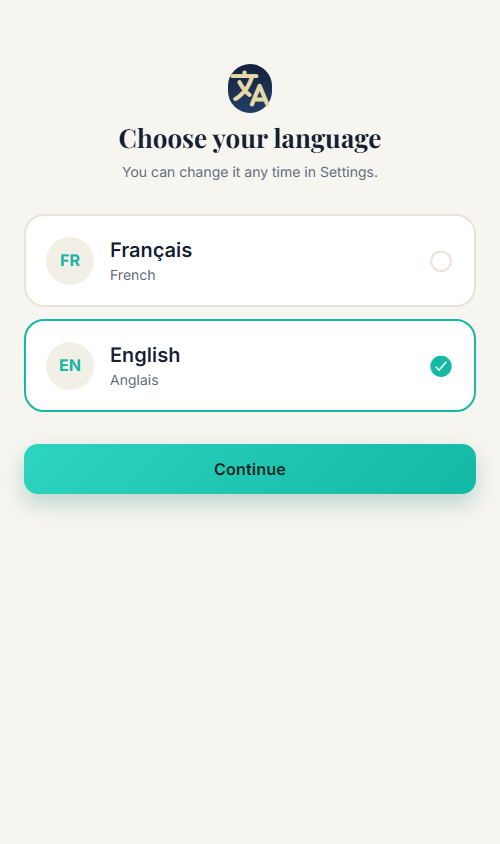 Choose your language
You can change it any time in Settings.
FR
Français
French
EN
English
Anglais
Continue